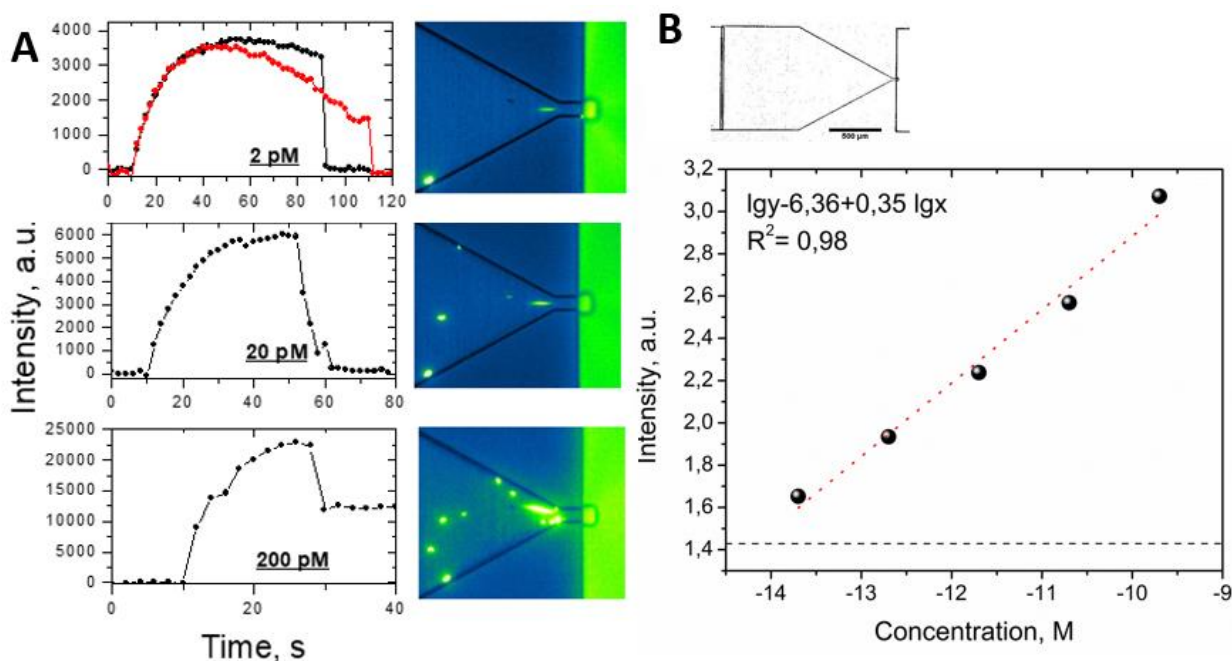 A
Intensity, a.u.
4000
3000
2000
1000
0
2 pM
0 20 40 60 80 100 120
6000
5000
4000
3000
2000
1000
0
20 pM
0 20 40 60 80
25000
20000
15000
10000
5000
0
200 pM
0 20 40
Time, s
B
500 µm
Intensity, a.u.
3,2
3,0
2,8
2,6
2,4
2,2
2,0
1,8
1,6
1,4
lgy-6,36+0,35 lgx
R²= 0,98
-14 -13 -12 -11 -10 -9
Concentration, M